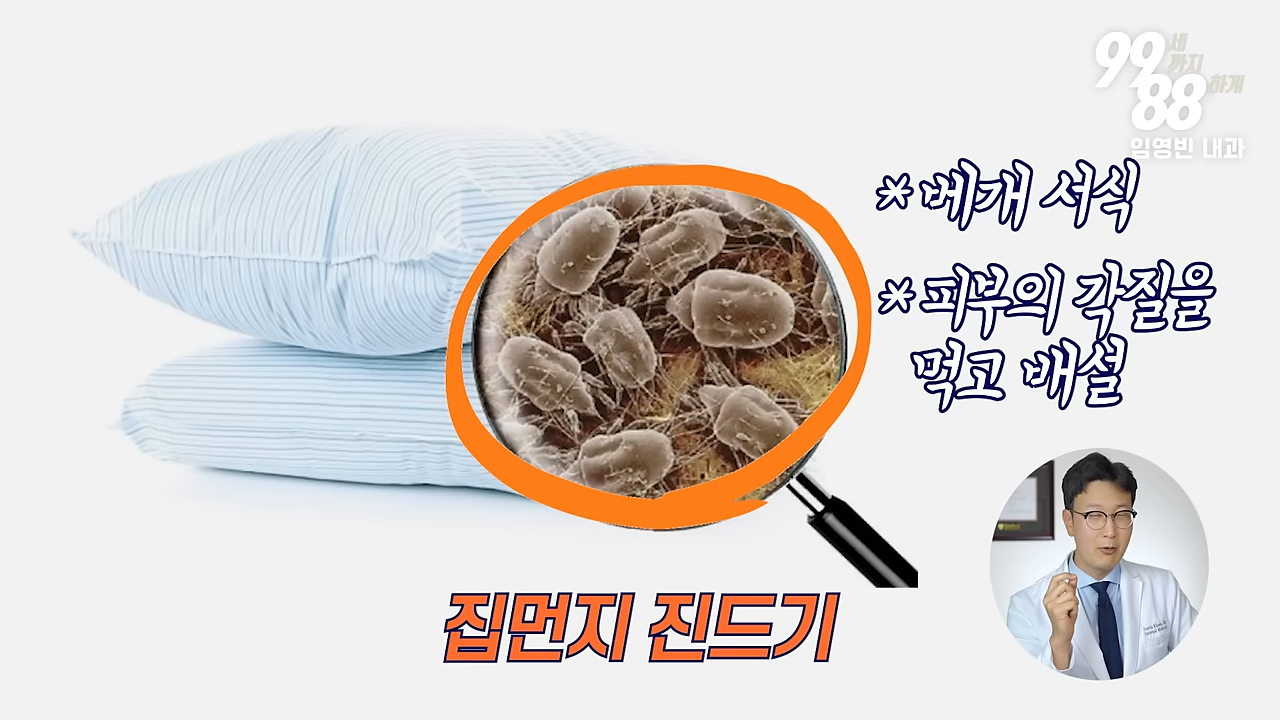 99세
까지
88하게
임영빈 내과
*베개 서식
*피부의 각질을
먹고 배설
집먼지 진드기